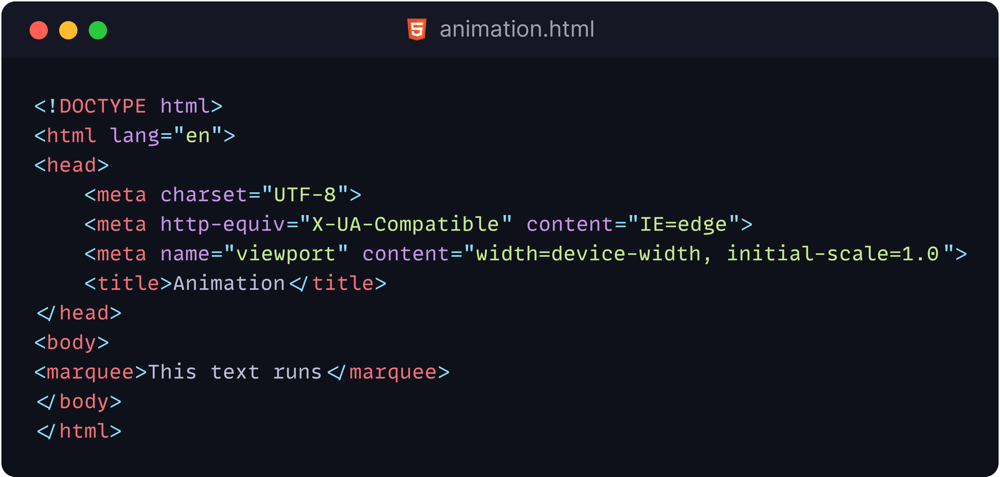 animation.html
<!DOCTYPE html>
<html lang="en">
<head>
    <meta charset="UTF-8">
    <meta http-equiv="X-UA-Compatible" content="IE=edge">
    <meta name="viewport" content="width=device-width, initial-scale=1.0">
    <title>Animation</title>
</head>
<body>
<marquee>This text runs</marquee>
</body>
</html>